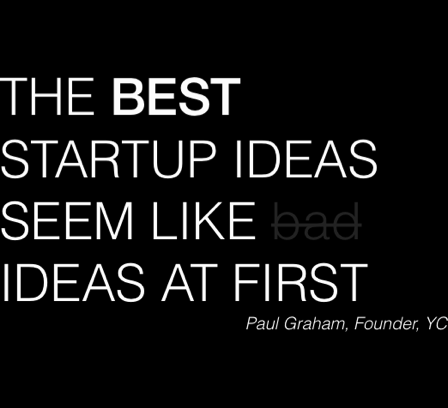 THE BEST
STARTUP IDEAS
SEEM LIKE bad
IDEAS AT FIRST
Paul Graham, Founder, YC